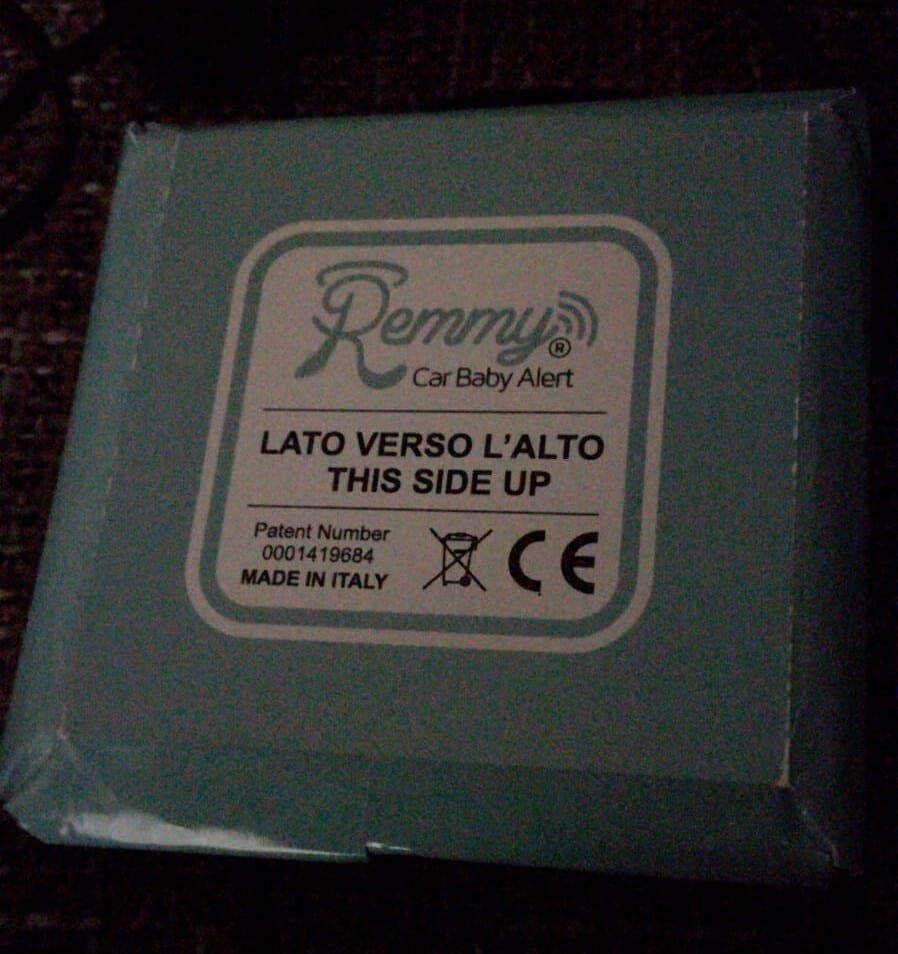 Remmy®
Car Baby Alert
LATO VERSO L'ALTO
THIS SIDE UP
Patent Number
0001419684
MADE IN ITALY
CE